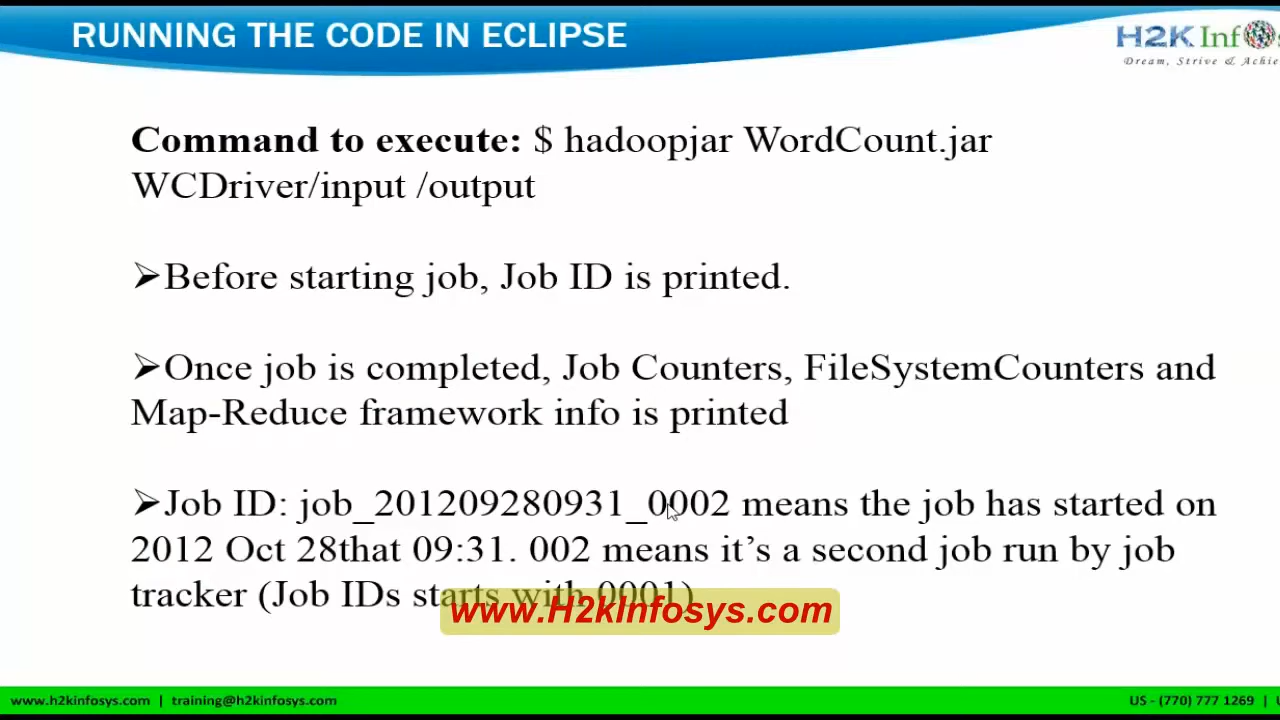 RUNNING THE CODE IN ECLIPSE
H2K Inf
Dream, Strive & Achie
Command to execute: $ hadoopjar WordCount.jar
WCDriver/input /output
➢Before starting job, Job ID is printed.
➢Once job is completed, Job Counters, FileSystemCounters and
Map-Reduce framework info is printed
➢Job ID: job_201209280931_0002 means the job has started on
2012 Oct 28that 09:31. 002 means it’s a second job run by job
tracker (Job IDs starts with 0001)
www.H2kInfosys.com
www.h2kinfosys.com | training@h2kinfosys.com
US - (770) 777 1269 |